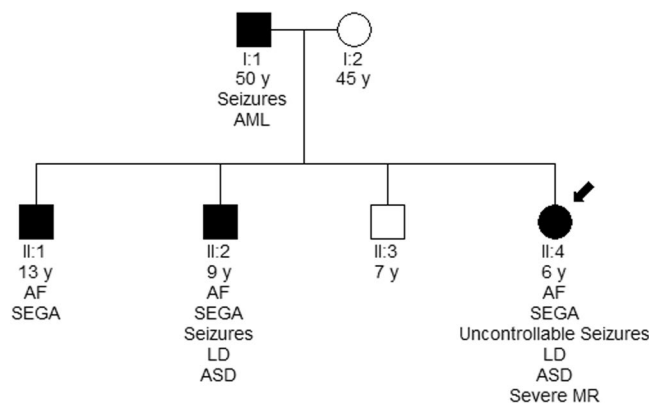 I:1
50 y
Seizures
AML
I:2
45 y
II:1
13 y
AF
SEGA
II:2
9 y
AF
SEGA
Seizures
LD
ASD
II:3
7 y
II:4
6 y
AF
SEGA
Uncontrollable Seizures
LD
ASD
Severe MR